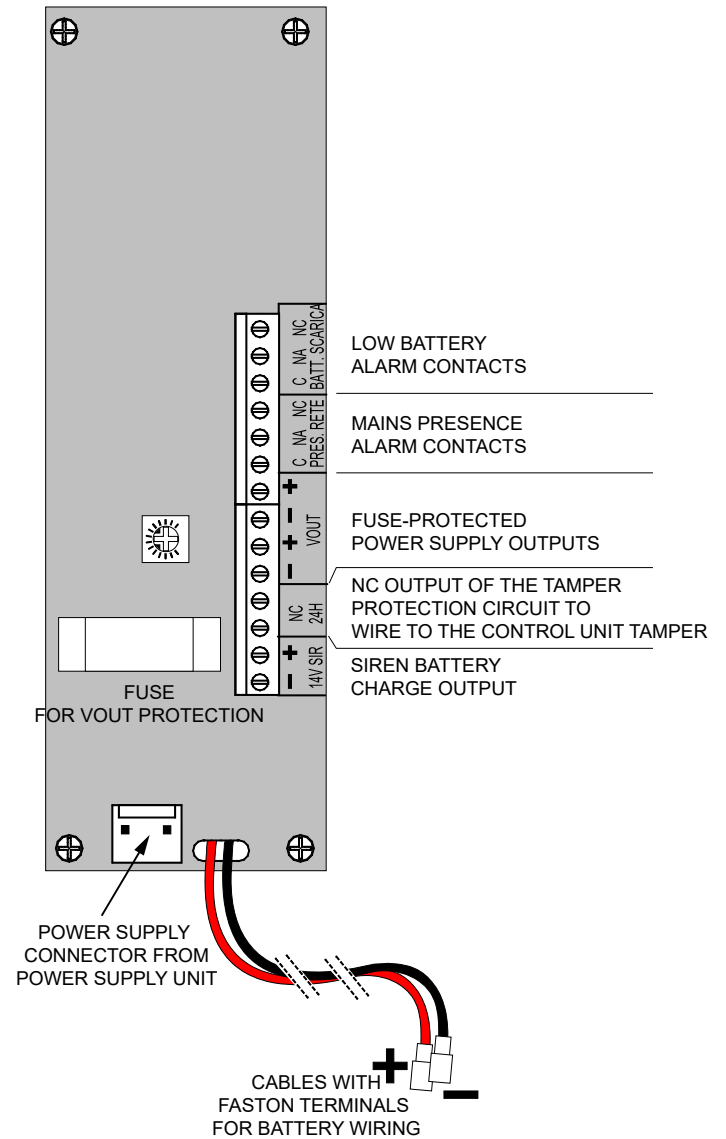 C NA NC
BATT. SCARICA
LOW BATTERY
ALARM CONTACTS
C NA NC
PRES. RETE
MAINS PRESENCE
ALARM CONTACTS
+
−
+
−
VOUT
FUSE-PROTECTED
POWER SUPPLY OUTPUTS
NC
24H
NC OUTPUT OF THE TAMPER
PROTECTION CIRCUIT TO
WIRE TO THE CONTROL UNIT TAMPER
+
−
14V SIR
SIREN BATTERY
CHARGE OUTPUT
FUSE
FOR VOUT PROTECTION
POWER SUPPLY
CONNECTOR FROM
POWER SUPPLY UNIT
+
−
CABLES WITH
FASTON TERMINALS
FOR BATTERY WIRING